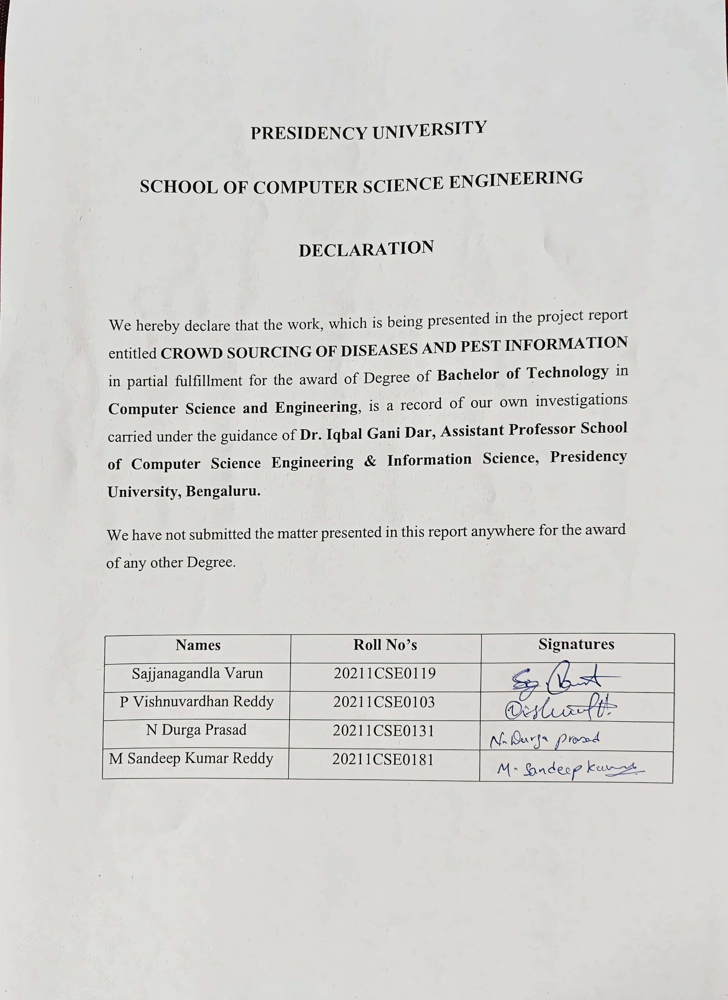 PRESIDENCY UNIVERSITY
SCHOOL OF COMPUTER SCIENCE ENGINEERING
DECLARATION
We hereby declare that the work, which is being presented in the project report
entitled CROWD SOURCING OF DISEASES AND PEST INFORMATION
in partial fulfillment for the award of Degree of Bachelor of Technology in
Computer Science and Engineering, is a record of our own investigations
carried under the guidance of Dr. Iqbal Gani Dar, Assistant Professor School
of Computer Science Engineering & Information Science, Presidency
University, Bengaluru.
We have not submitted the matter presented in this report anywhere for the award
of any other Degree.
Names Roll No’s Signatures
Sajjanagandla Varun 20211CSE0119
P Vishnuvardhan Reddy 20211CSE0103
N Durga Prasad 20211CSE0131 N. Durga prasad
M Sandeep Kumar Reddy 20211CSE0181 M. Sandeep Kumar